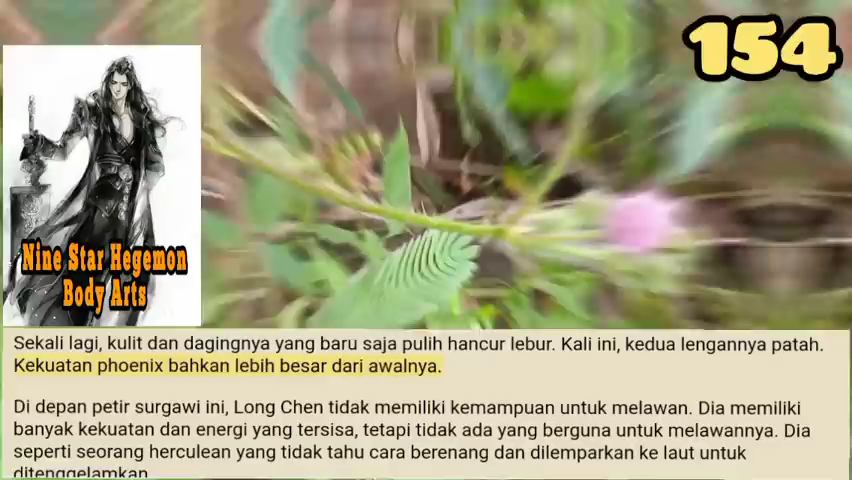 154
Nine Star Hegemon
Body Arts
Sekali lagi, kulit dan dagingnya yang baru saja pulih hancur lebur. Kali ini, kedua lengannya patah.
Kekuatan phoenix bahkan lebih besar dari awalnya.
Di depan petir surgawi ini, Long Chen tidak memiliki kemampuan untuk melawan. Dia memiliki
banyak kekuatan dan energi yang tersisa, tetapi tidak ada yang berguna untuk melawannya. Dia
seperti seorang herculean yang tidak tahu cara berenang dan dilemparkan ke laut untuk
ditenggelamkan.